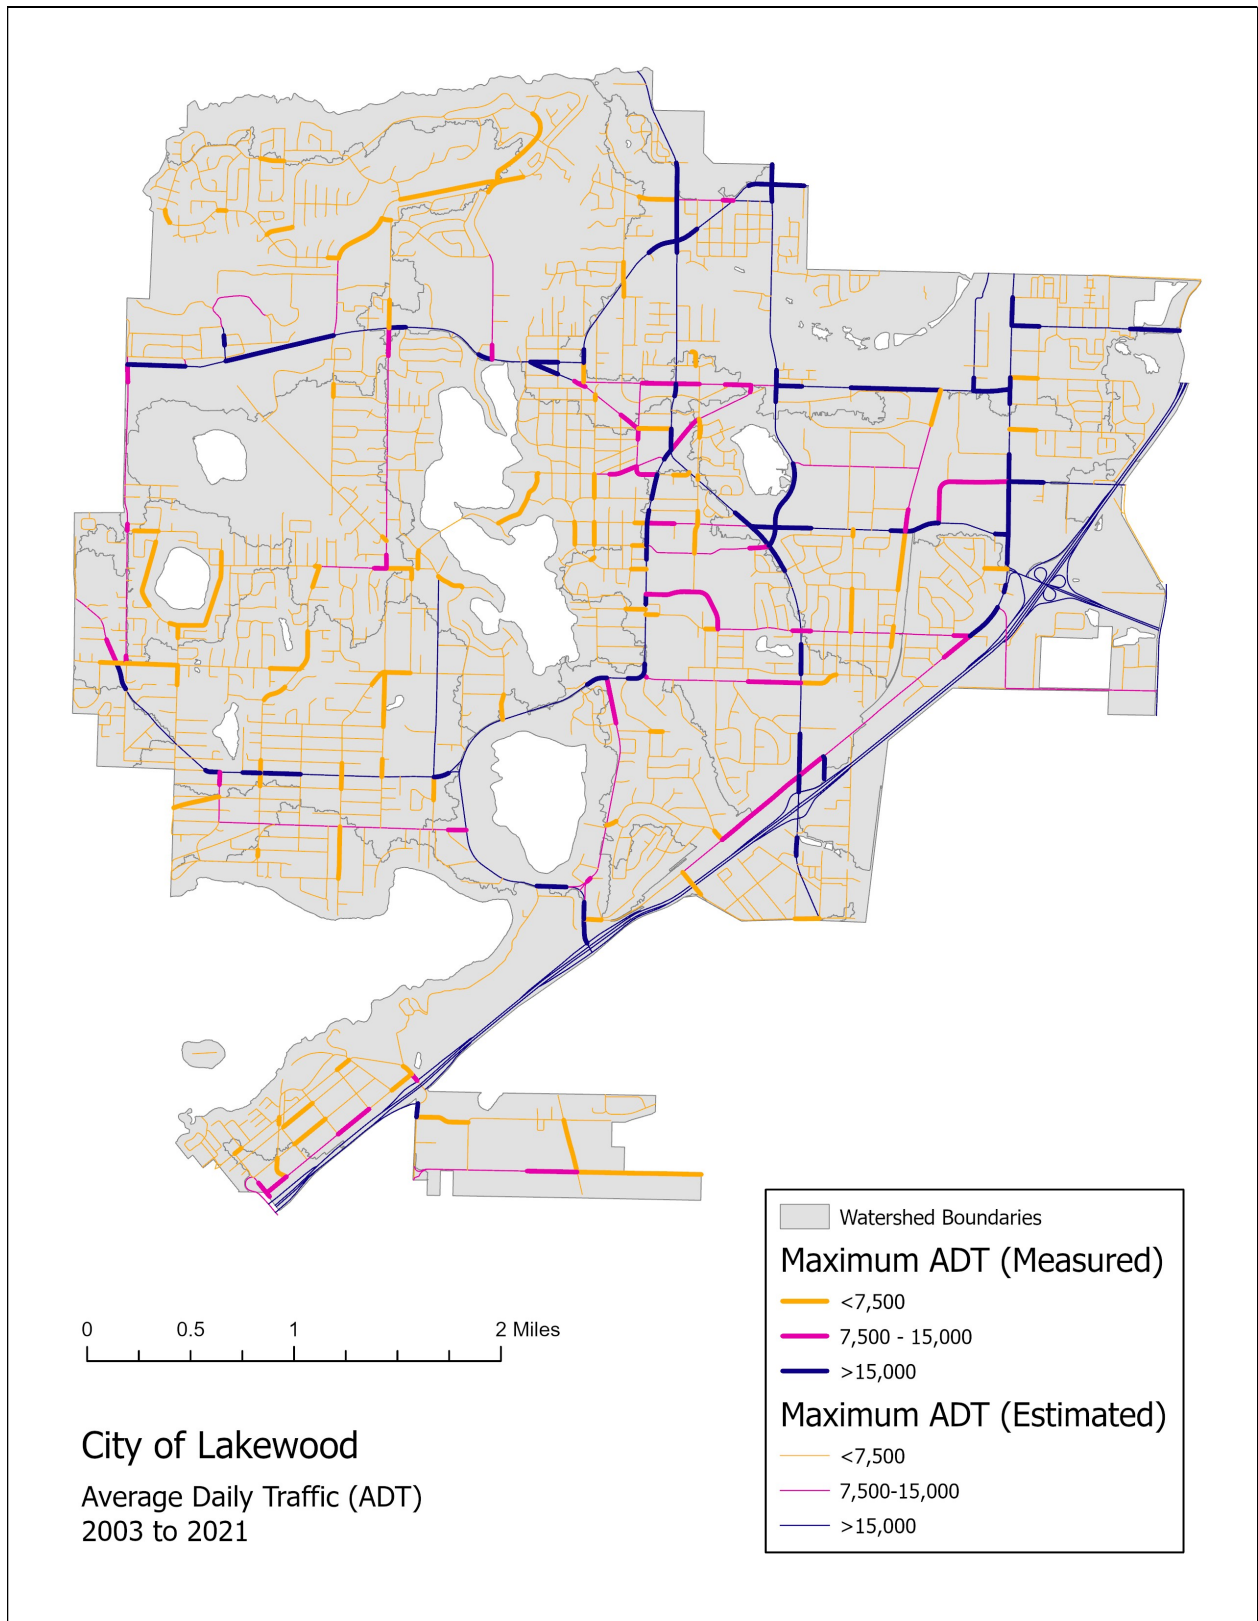 Watershed Boundaries
Maximum ADT (Measured)
<7,500
7,500 - 15,000
>15,000
Maximum ADT (Estimated)
<7,500
7,500-15,000
>15,000
0 0.5 1 2 Miles
City of Lakewood
Average Daily Traffic (ADT)
2003 to 2021